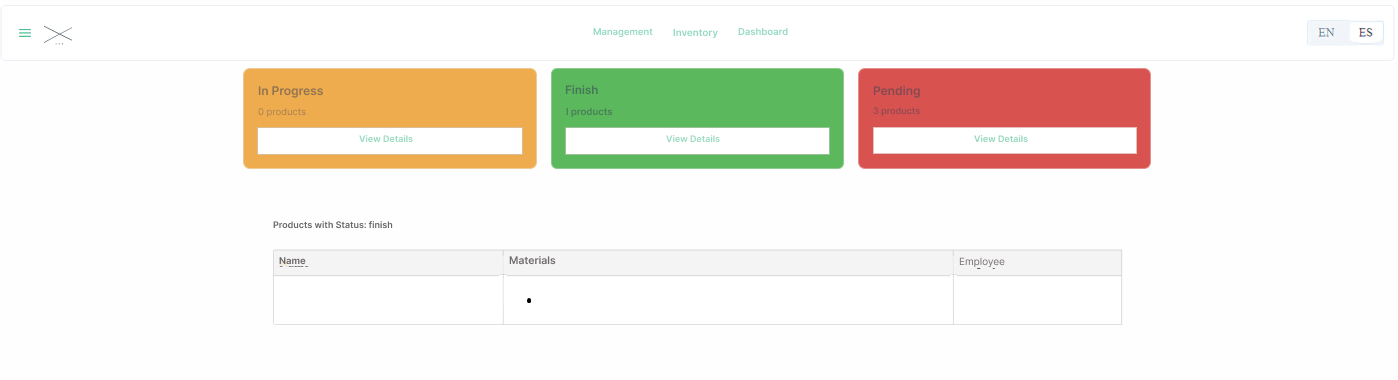 Management Inventory Dashboard EN ES
In Progress
0 products
View Details
Finish
1 products
View Details
Pending
3 products
View Details
Products with Status: finish
Name Materials Employee